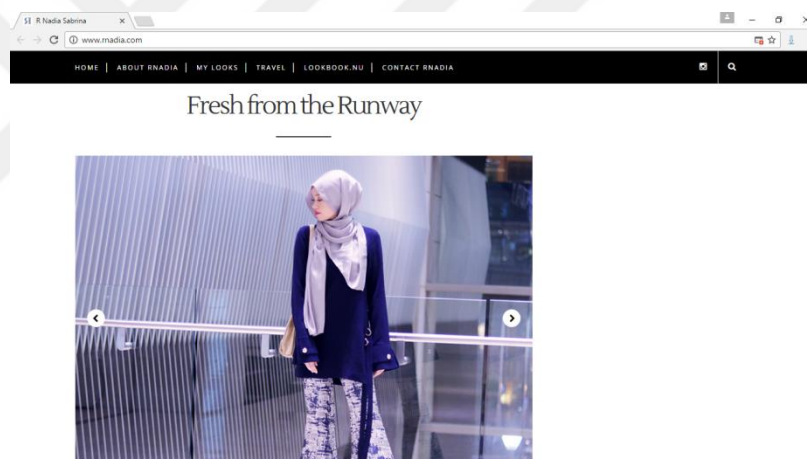 R Nadia Sabrina
www.rnadia.com
HOME | ABOUT RNADIA | MY LOOKS | TRAVEL | LOOKBOOK.NU | CONTACT RNADIA
Fresh from the Runway